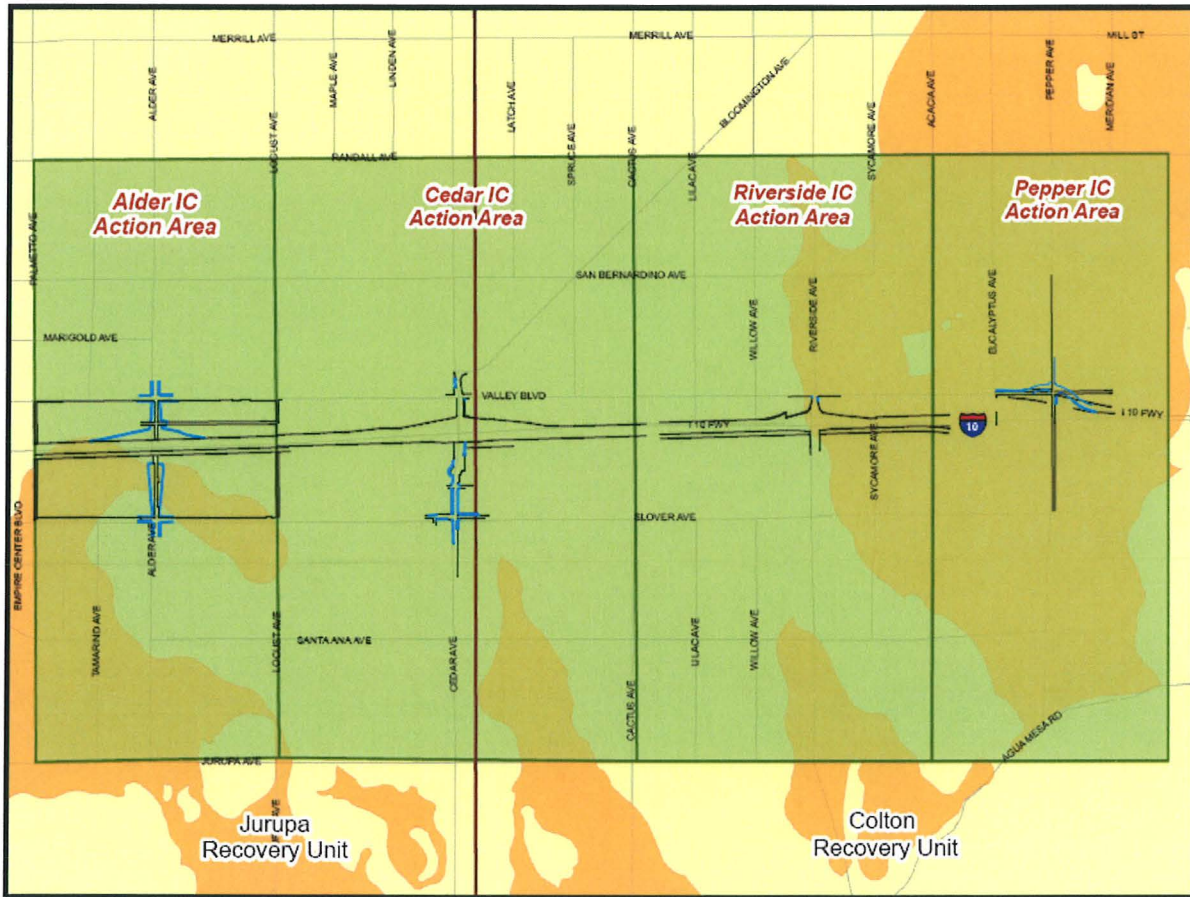 MERRILL AVE
MERRILL AVE
MILL ST
ALDER AVE
MAPLE AVE
LINDEN AVE
LOCUST AVE
RANDALL AVE
LATCH AVE
SPRUCE AVE
CACTUS AVE
LILAC AVE
BLOOMINGTON AVE
SYCAMORE AVE
ACACIA AVE
PEPPER AVE
MERIDIAN AVE
Alder IC
Action Area
Cedar IC
Action Area
Riverside IC
Action Area
Pepper IC
Action Area
PALMETTO AVE
SAN BERNARDINO AVE
MARIGOLD AVE
WILLOW AVE
RIVERSIDE AVE
EUCALYPTUS AVE
VALLEY BLVD
I 10 FWY
10
I 10 FWY
EMPIRE CENTER BLVD
ALDER AVE
SLOVER AVE
SYCAMORE AVE
TAMARIND AVE
LOCUST AVE
SANTA ANA AVE
CEDAR AVE
CACTUS AVE
LILAC AVE
WILLOW AVE
AGUA MESA RD
JURUPA AVE
AVE
Jurupa
Recovery Unit
Colton
Recovery Unit